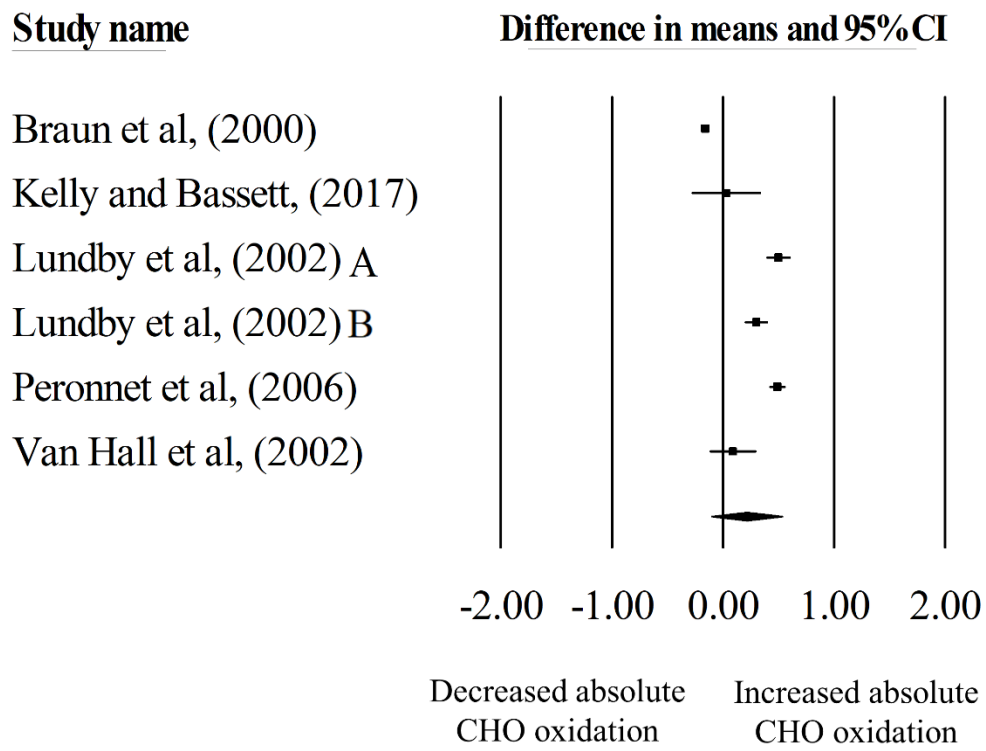 Study name Difference in means and 95%CI
Braun et al, (2000)
Kelly and Bassett, (2017)
Lundby et al, (2002) A
Lundby et al, (2002) B
Peronnet et al, (2006)
Van Hall et al, (2002)
-2.00 -1.00 0.00 1.00 2.00
Decreased absolute Increased absolute
CHO oxidation CHO oxidation